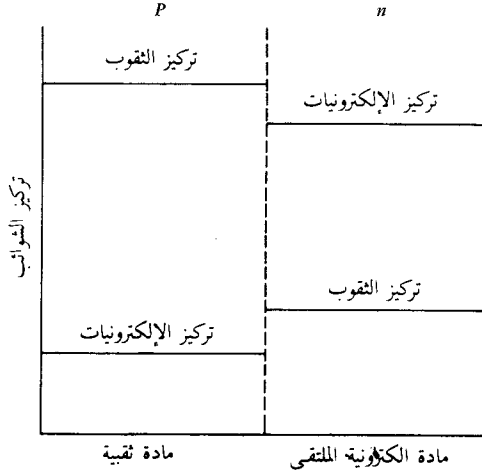 P
n
تركيز الثقوب
تركيز الإلكترونيات
تركيز الشوائب
تركيز الثقوب
تركيز الإلكترونيات
مادة ثقبية
الملتقى
مادة الكترونية